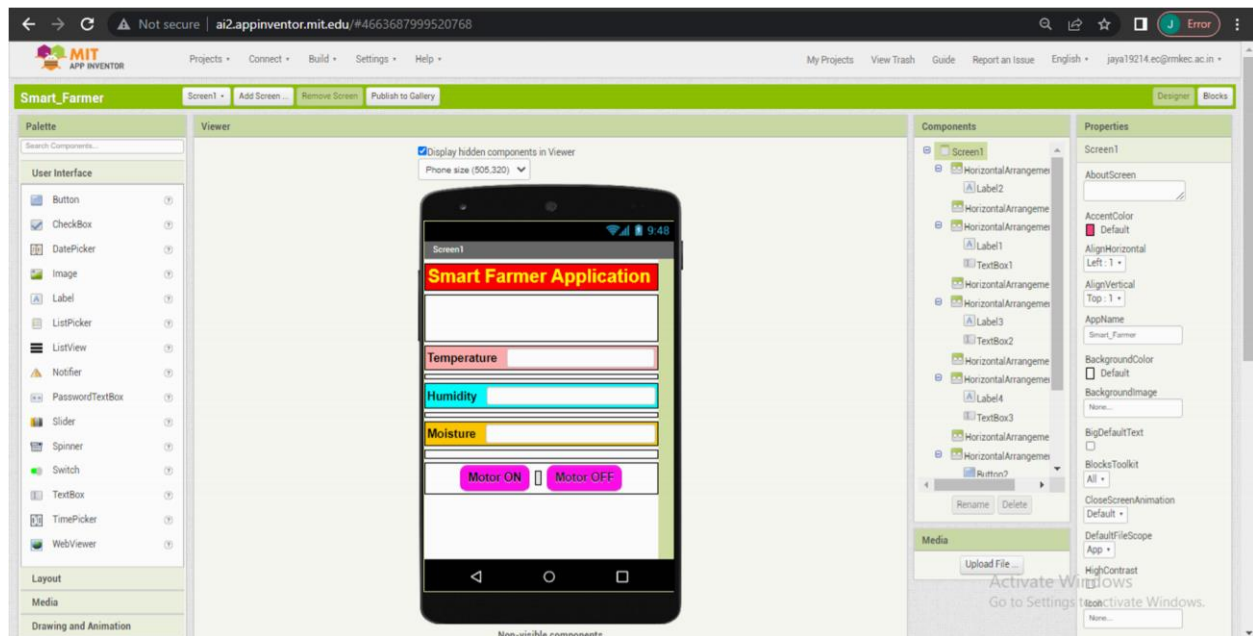 Not secure | ai2.appinventor.mit.edu/#4663687999520768
J Error
MIT
APP INVENTOR
Projects Connect Build Settings Help
My Projects View Trash Guide Report an Issue English jaya19214.ec@rmkec.ac.in
Smart_Farmer
Screen1 Add Screen ... Remove Screen Publish to Gallery
Designer Blocks
Palette
Search Components...
User Interface
Button
CheckBox
DatePicker
Image
Label
ListPicker
ListView
Notifier
PasswordTextBox
Slider
Spinner
Switch
TextBox
TimePicker
WebViewer
Layout
Media
Drawing and Animation
Viewer
Display hidden components in Viewer
Phone size (505,320)
9:48
Screen1
Smart Farmer Application
Temperature
Humidity
Moisture
Motor ON
Motor OFF
Non-visible components
Components
Screen1
HorizontalArrangemen
Label2
HorizontalArrangeme
HorizontalArrangemen
Label1
TextBox1
HorizontalArrangeme
HorizontalArrangemen
Label3
TextBox2
HorizontalArrangeme
HorizontalArrangemen
Label4
TextBox3
HorizontalArrangeme
HorizontalArrangemen
Button2
Rename Delete
Media
Upload File ...
Properties
Screen1
AboutScreen
AccentColor
Default
AlignHorizontal
Left : 1
AlignVertical
Top : 1
AppName
Smart_Farmer
BackgroundColor
Default
BackgroundImage
None...
BigDefaultText
BlocksToolkit
All
CloseScreenAnimation
Default
DefaultFileScope
App
HighContrast
Icon
None...
Activate Windows
Go to Settings to activate Windows.